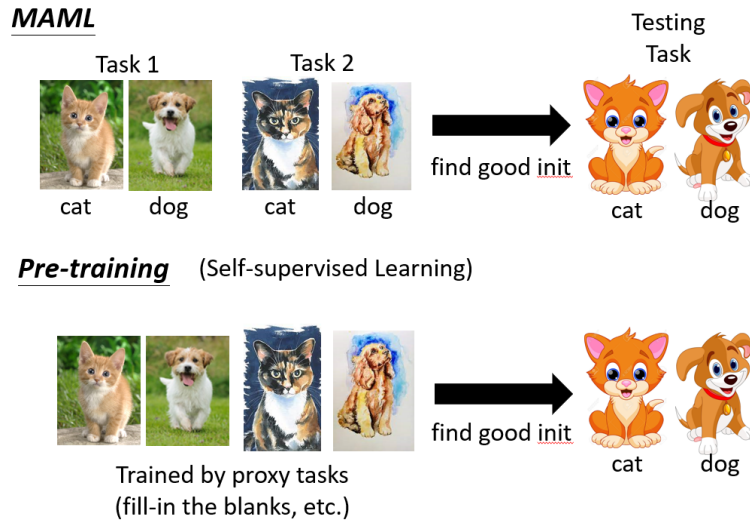 MAML
Testing
Task
Task 1
Task 2
cat
dog
cat
dog
find good init
cat
dog
Pre-training
(Self-supervised Learning)
find good init
cat
dog
Trained by proxy tasks
(fill-in the blanks, etc.)